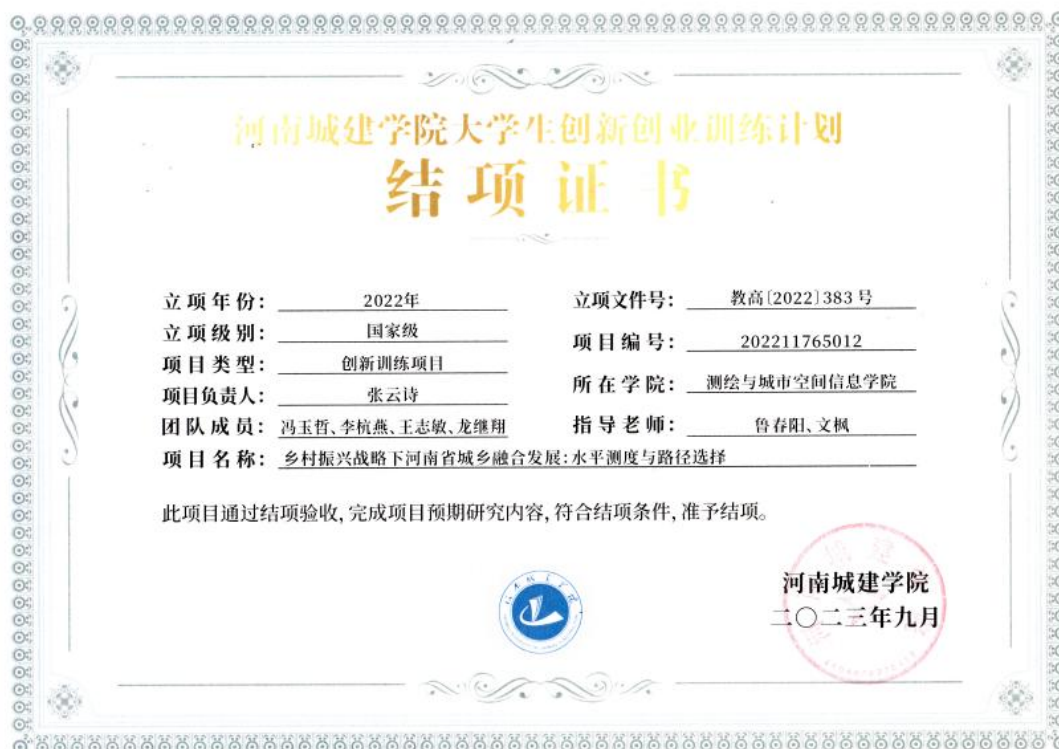 河南城建学院大学生创新创业训练计划
结项证书
立项年份: 2022年
立项级别: 国家级
项目类型: 创新训练项目
项目负责人: 张云诗
团队成员: 冯玉哲、李杭燕、王志敏、龙继翔
立项文件号: 教高〔2022〕383号
项目编号: 202211765012
所在学院: 测绘与城市空间信息学院
指导老师: 鲁春阳、文枫
项目名称: 乡村振兴战略下河南省城乡融合发展:水平测度与路径选择
此项目通过结项验收,完成项目预期研究内容,符合结项条件,准予结项。
河南城建学院
二〇二三年九月